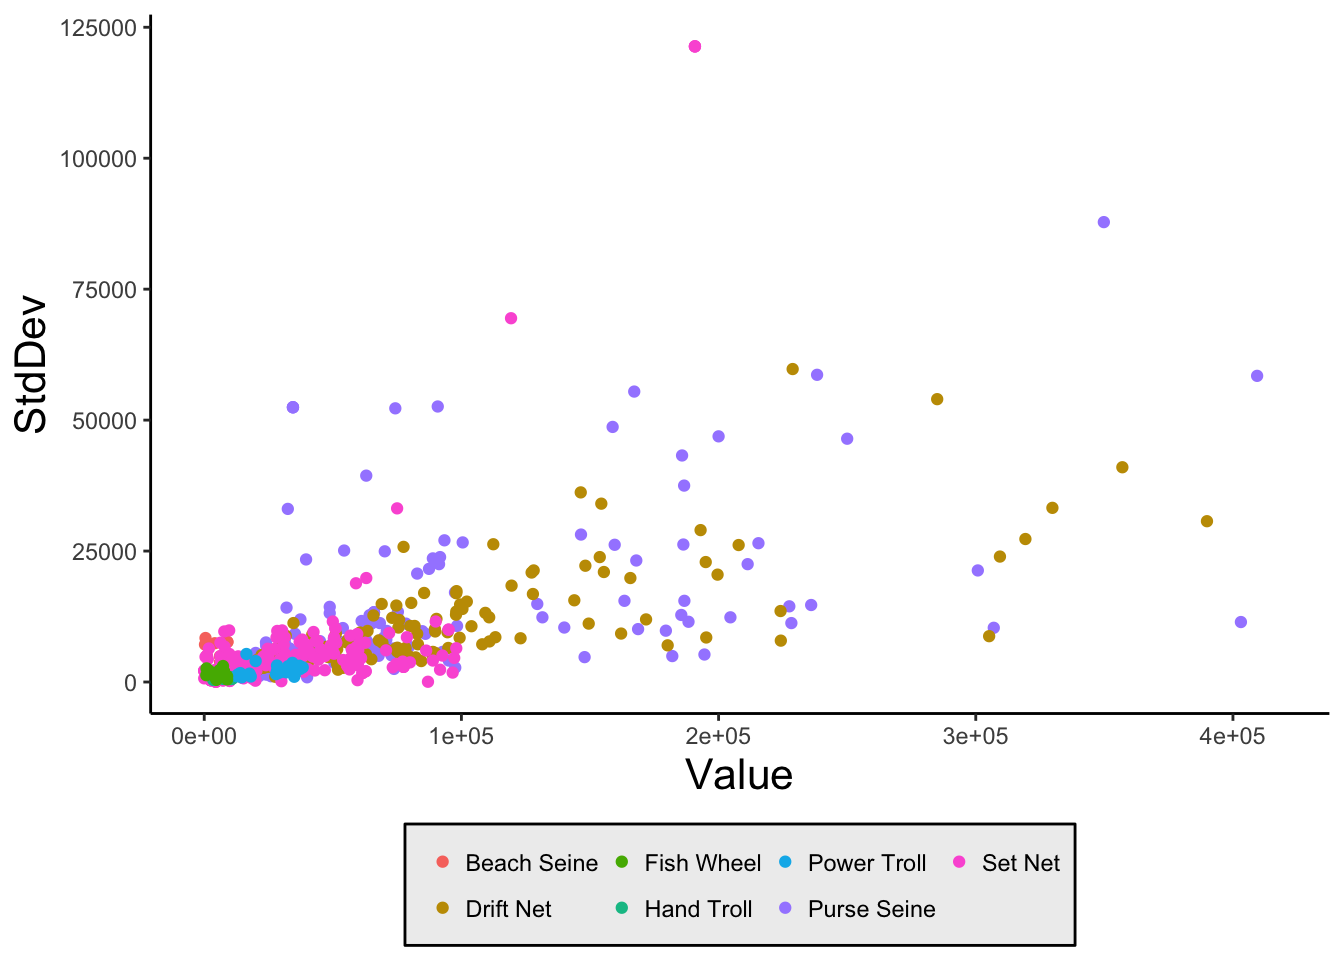 125000
100000
75000
50000
25000
0
StdDev
0e+00 1e+05 2e+05 3e+05 4e+05
Value
Beach Seine Fish Wheel Power Troll Set Net
Drift Net Hand Troll Purse Seine